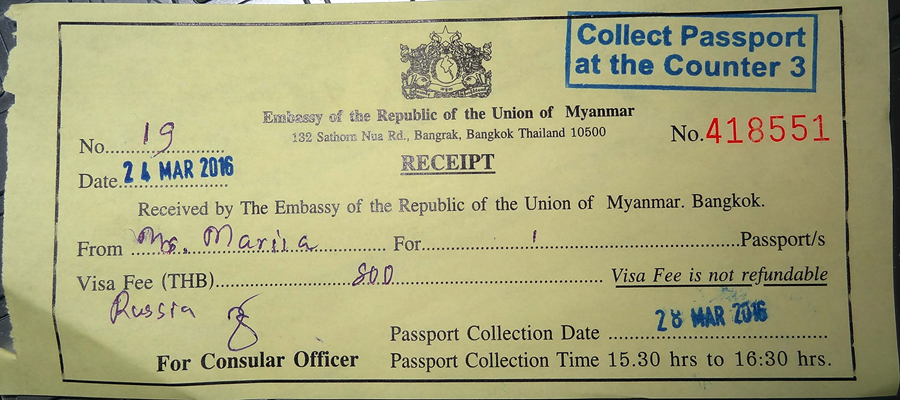 Collect Passport
at the Counter 3
Embassy of the Republic of the Union of Myanmar
132 Sathorn Nua Rd., Bangrak, Bangkok Thailand 10500
No. 19
No. 418551
Date 24 MAR 2016
RECEIPT
Received by The Embassy of the Republic of the Union of Myanmar. Bangkok.
From Ms. Mariia For 1 Passport/s
Visa Fee (THB) 800 Visa Fee is not refundable
Russia
Passport Collection Date 28 MAR 2016
For Consular Officer Passport Collection Time 15.30 hrs to 16:30 hrs.